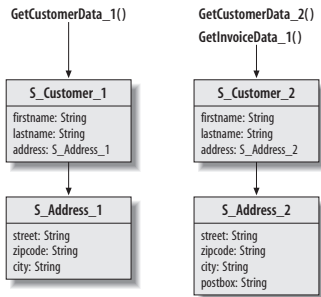 GetCustomerData_1()
S_Customer_1
firstname: String
lastname: String
address: S_Address_1
S_Address_1
street: String
zipcode: String
city: String
GetCustomerData_2()
GetInvoiceData_1()
S_Customer_2
firstname: String
lastname: String
address: S_Address_2
S_Address_2
street: String
zipcode: String
city: String
postbox: String